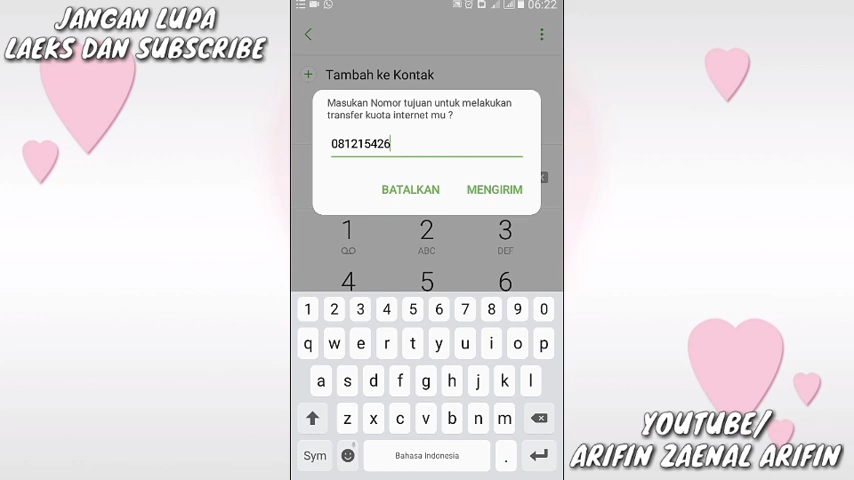 JANGAN LUPA
LAEKS DAN SUBSCRIBE
06:22
Tambah ke Kontak
Masukan Nomor tujuan untuk melakukan
transfer kuota internet mu ?
081215426
BATALKAN MENGIRIM
1 2 3
ABC DEF
4 5 6
1 2 3 4 5 6 7 8 9 0
q w e r t y u i o p
a s d f g h j k l
z x c v b n m
Sym Bahasa Indonesia .
YOUTUBE/
ARIFIN ZAENAL ARIFIN